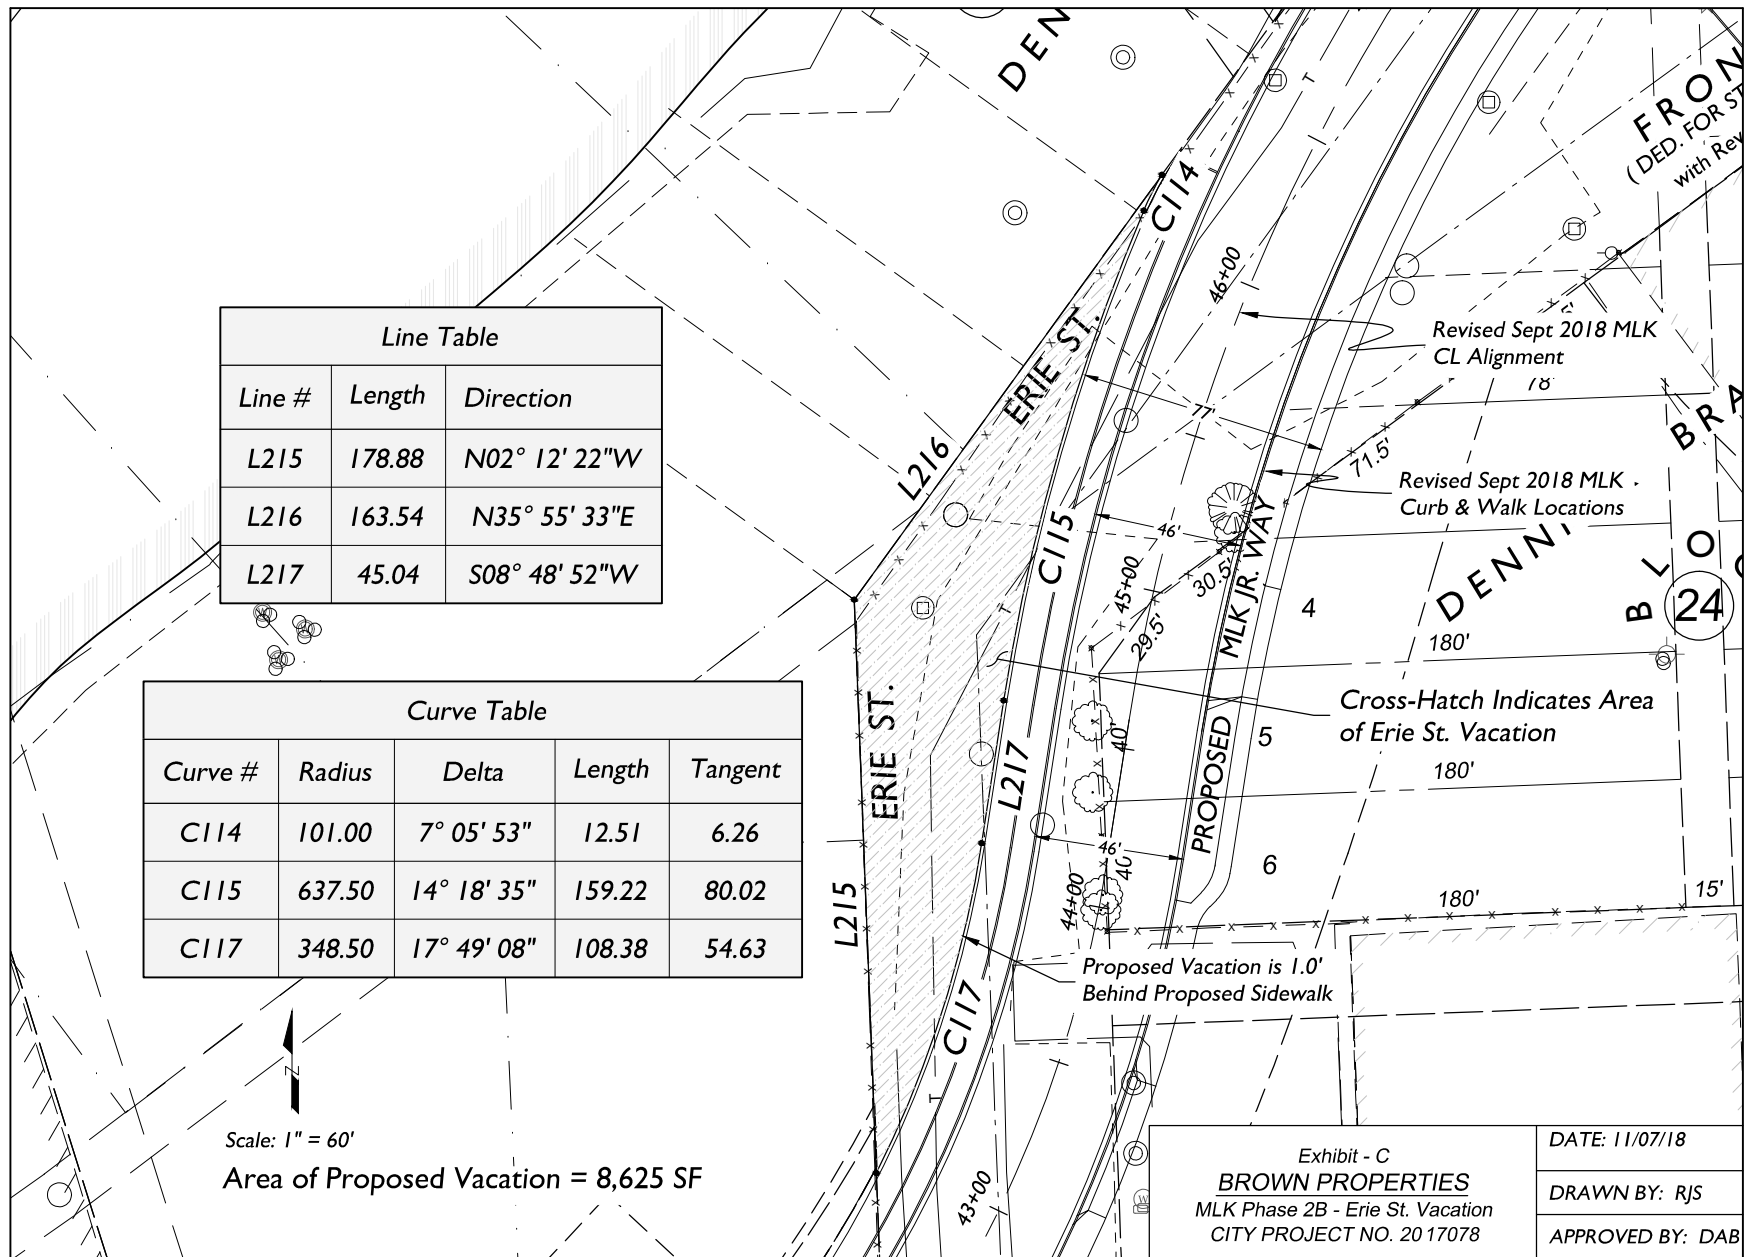 DEN
FRON
( DED. FOR ST
with Rev
C114
46+00
Line Table
Line # Length Direction
L215 178.88 N02° 12' 22"W
L216 163.54 N35° 55' 33"E
L217 45.04 S08° 48' 52"W
ERIE ST.
Revised Sept 2018 MLK
CL Alignment
78'
77'
BRA
L216
71.5'
Revised Sept 2018 MLK
Curb & Walk Locations
C115
46'
45+00
30.5'
29.5'
MLK JR. WAY
DENNY
BLO
24
4
180'
Curve Table
Curve # Radius Delta Length Tangent
C114 101.00 7° 05' 53" 12.51 6.26
C115 637.50 14° 18' 35" 159.22 80.02
C117 348.50 17° 49' 08" 108.38 54.63
ERIE ST.
Cross-Hatch Indicates Area
of Erie St. Vacation
L217
40'
PROPOSED
5
180'
46'
40'
6
L215
44+00
180'
15'
Proposed Vacation is 1.0'
Behind Proposed Sidewalk
C117
N
Scale: 1" = 60'
Area of Proposed Vacation = 8,625 SF
43+00
W
Exhibit - C
BROWN PROPERTIES
MLK Phase 2B - Erie St. Vacation
CITY PROJECT NO. 2017078
DATE: 11/07/18
DRAWN BY: RJS
APPROVED BY: DAB